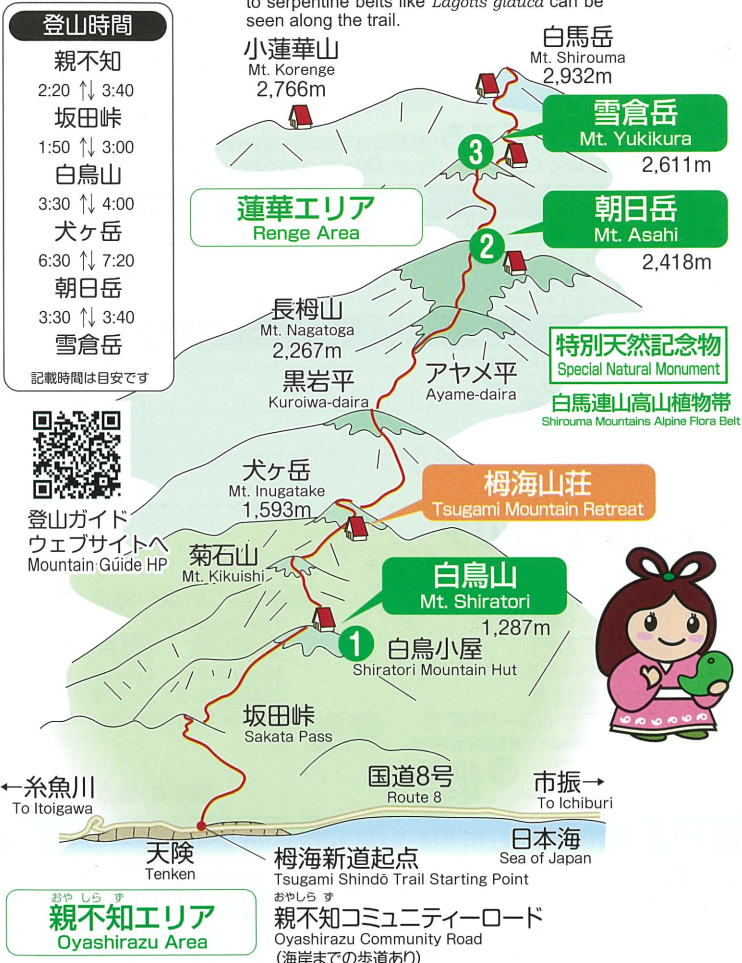 to serpentine belts like Lagotis glauca can be
seen along the trail.
登山時間
親不知
2:20 ↑↓ 3:40
坂田峠
1:50 ↑↓ 3:00
白鳥山
3:30 ↑↓ 4:00
犬ヶ岳
6:30 ↑↓ 7:20
朝日岳
3:30 ↑↓ 3:40
雪倉岳
記載時間は目安です
小蓮華山
Mt. Korenge
2,766m
白馬岳
Mt. Shirouma
2,932m
雪倉岳
Mt. Yukikura
2,611m
3
蓮華エリア
Renge Area
朝日岳
Mt. Asahi
2,418m
2
長栂山
Mt. Nagatoga
2,267m
特別天然記念物
Special Natural Monument
白馬連山高山植物帯
Shirouma Mountains Alpine Flora Belt
黒岩平
Kuroiwa-daira
アヤメ平
Ayame-daira
犬ヶ岳
Mt. Inugatake
1,593m
栂海山荘
Tsugami Mountain Retreat
登山ガイド
ウェブサイトへ
Mountain Guide HP
菊石山
Mt. Kikuishi
白鳥山
Mt. Shiratori
1,287m
1
白鳥小屋
Shiratori Mountain Hut
坂田峠
Sakata Pass
国道8号
Route 8
←糸魚川
To Itoigawa
市振→
To Ichiburi
天険
Tenken
日本海
Sea of Japan
栂海新道起点
Tsugami Shindō Trail Starting Point
おや しら ず
親不知エリア
Oyashirazu Area
おやしら ず
親不知コミュニティーロード
Oyashirazu Community Road
(海岸までの歩道あり)